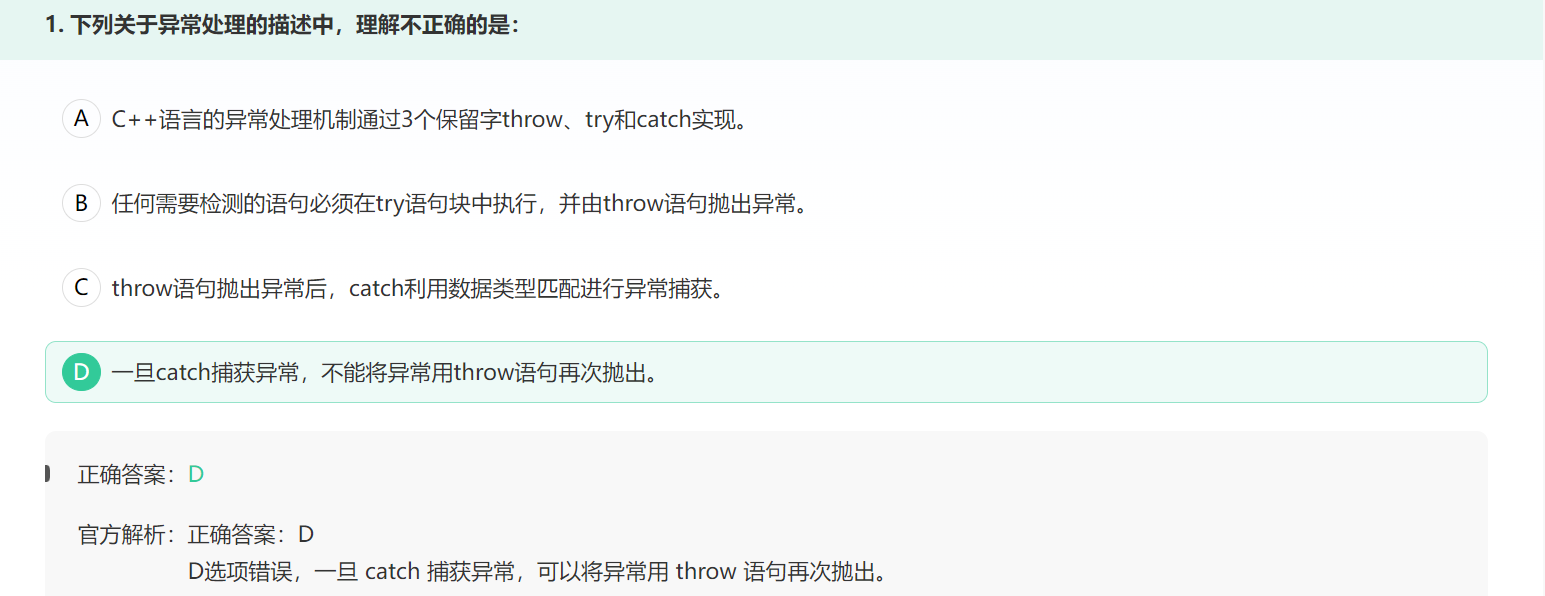 1. 下列关于异常处理的描述中，理解不正确的是：
A C++语言的异常处理机制通过3个保留字throw、try和catch实现。
B 任何需要检测的语句必须在try语句块中执行，并由throw语句抛出异常。
C throw语句抛出异常后，catch利用数据类型匹配进行异常捕获。
D 一旦catch捕获异常，不能将异常用throw语句再次抛出。
正确答案：D
官方解析：正确答案：D
D选项错误，一旦 catch 捕获异常，可以将异常用 throw 语句再次抛出。